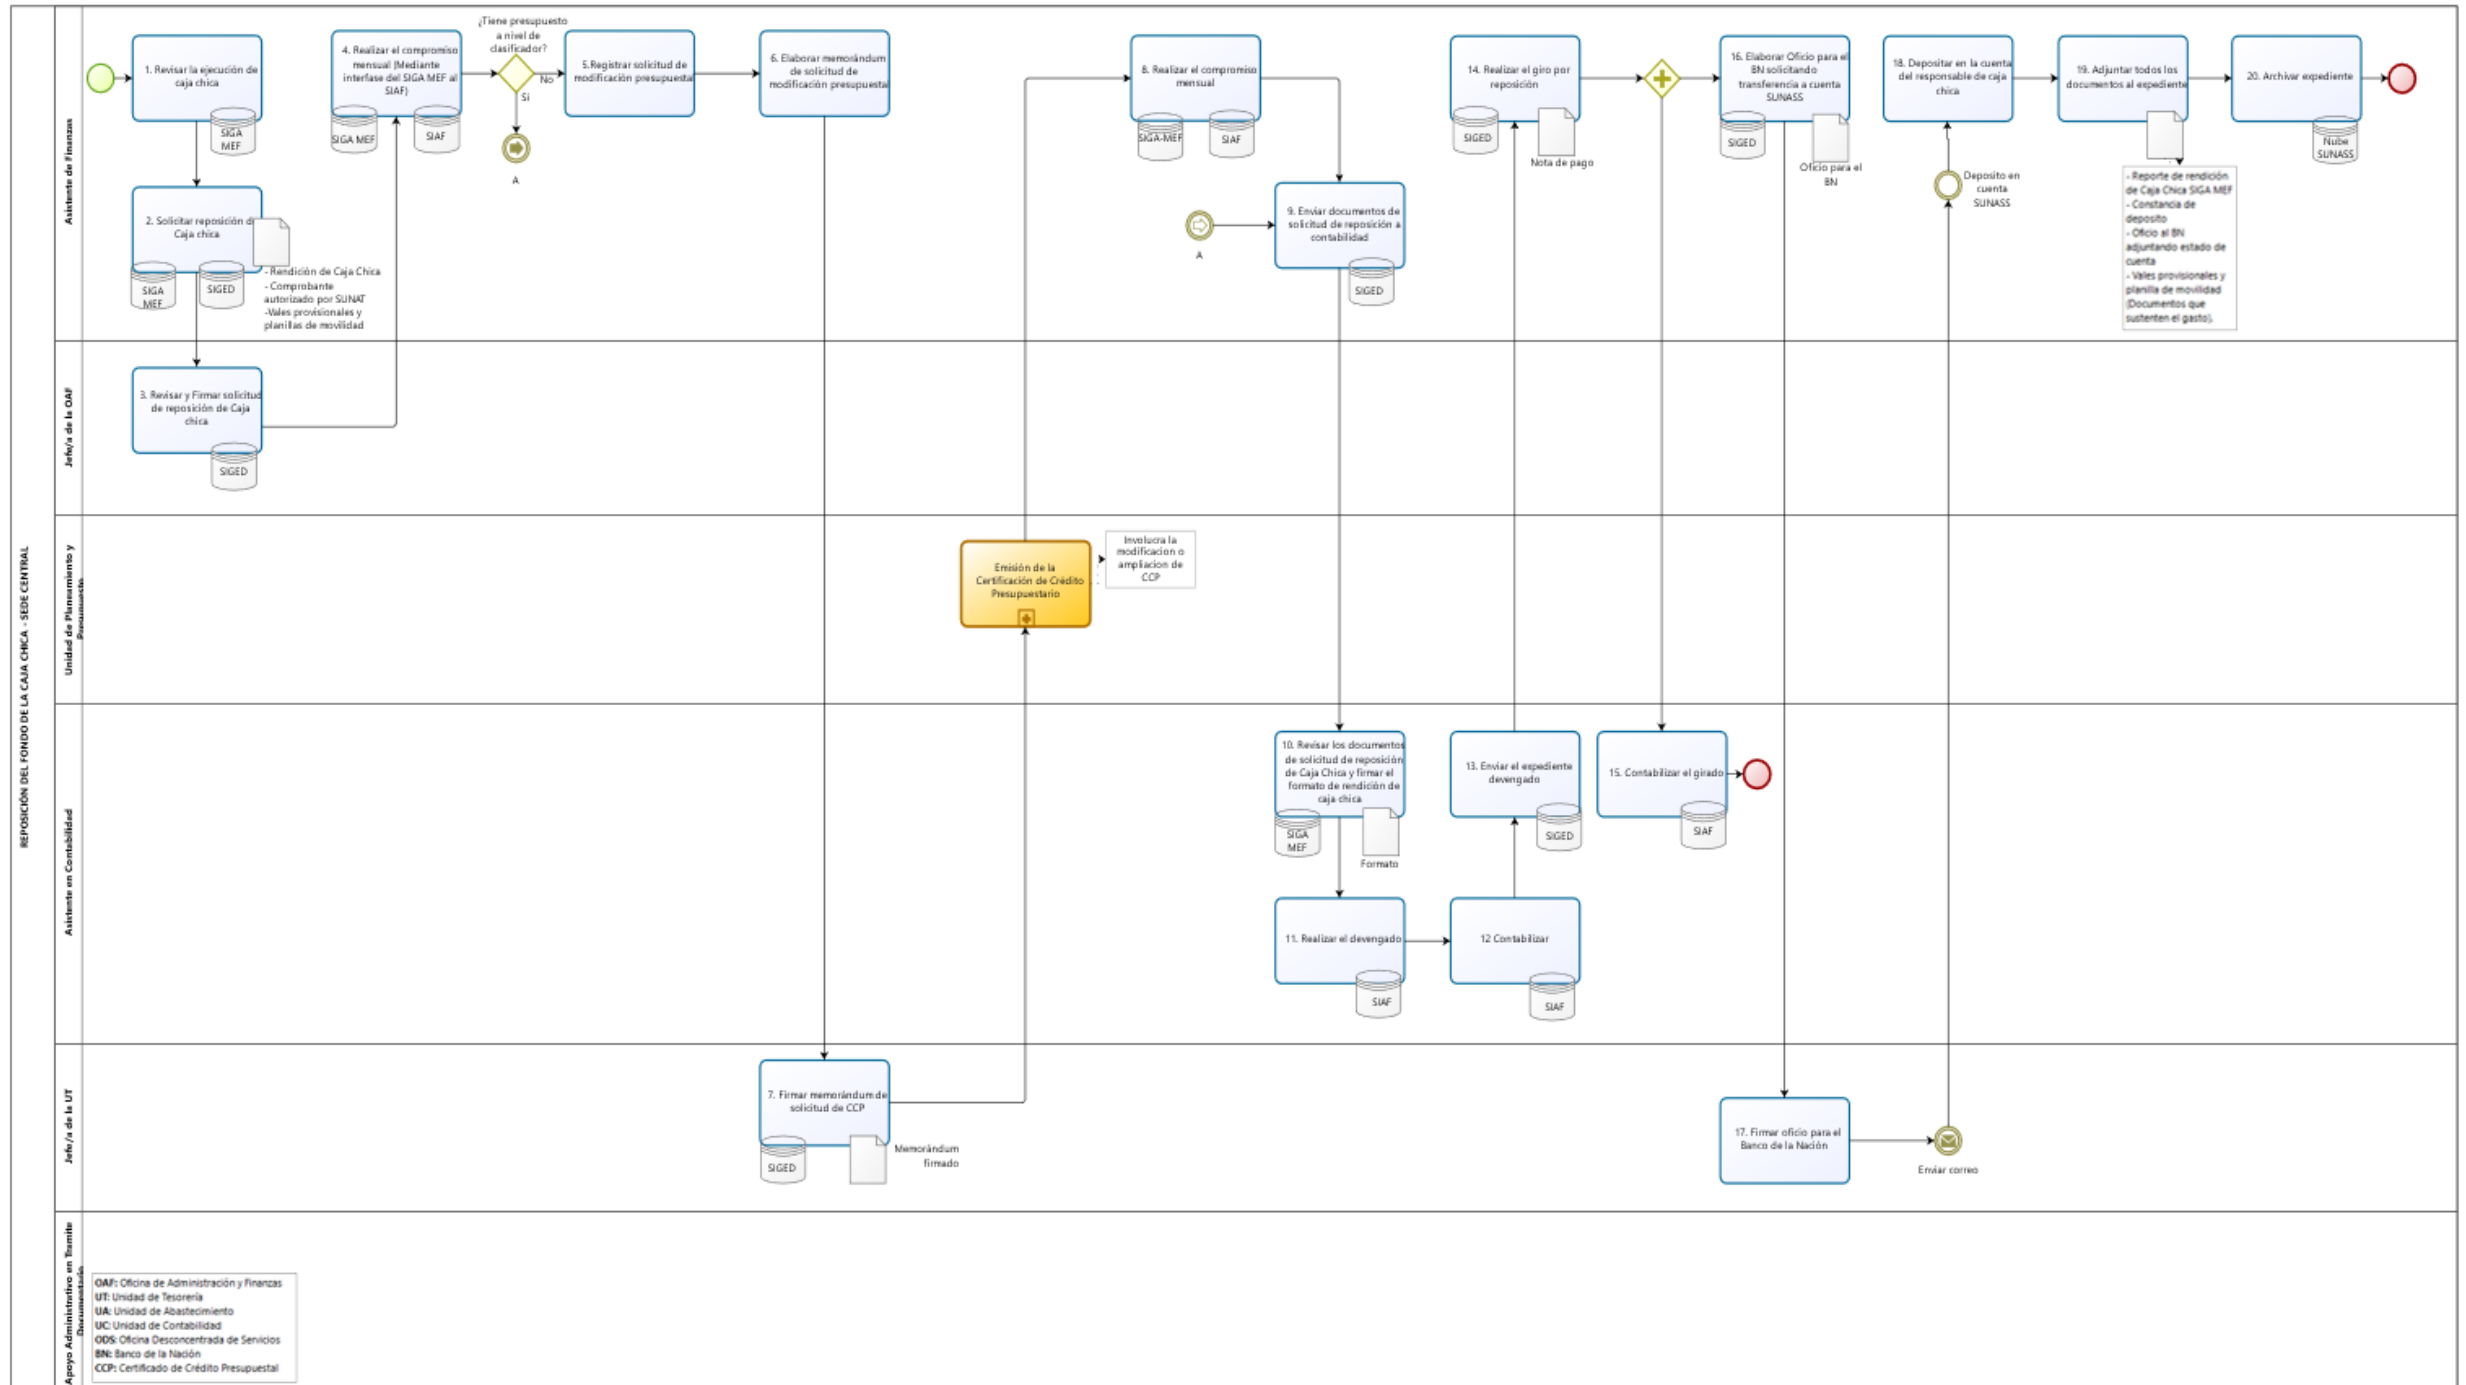 REPOSICIÓN DEL FONDO DE LA CAJA CHICA - SEDE CENTRAL
Asistente de Finanzas
1. Revisar la ejecución de
caja chica
SIGA
MEF
2. Solicitar reposición de
Caja chica
SIGA
MEF
SIGED
- Rendición de Caja Chica
- Comprobante
autorizado por SUNAT
-Vales provisionales y
planillas de movilidad
4. Realizar el compromiso
mensual (Mediante
interfase del SIGA MEF al
SIAF)
SIGA MEF
SIAF
¿Tiene presupuesto
a nivel de
clasificador?
No
Si
A
5.Registrar solicitud de
modificación presupuestal
6. Elaborar memorándum
de solicitud de
modificación presupuestal
8. Realizar el compromiso
mensual
SIGA-MEF
SIAF
A
9. Enviar documentos de
solicitud de reposición a
contabilidad
SIGED
14. Realizar el giro por
reposición
SIGED
Nota de pago
16. Elaborar Oficio para el
BN solicitando
transferencia a cuenta
SUNASS
SIGED
Oficio para el
BN
18. Depositar en la cuenta
del responsable de caja
chica
Deposito en
cuenta
SUNASS
19. Adjuntar todos los
documentos al expediente
- Reporte de rendición
de Caja Chica SIGA MEF
- Constancia de
deposito
- Oficio al BN
adjuntando estado de
cuenta
- Vales provisionales y
planilla de movilidad
(Documentos que
sustenten el gasto).
20. Archivar expediente
Nube
SUNASS
Jefe/a de la OAF
3. Revisar y Firmar solicitud
de reposición de Caja
chica
SIGED
Unidad de Planeamiento y
Presupuesto
Emisión de la
Certificación de Crédito
Presupuestario
Involucra la
modificacion o
ampliacion de
CCP
Asistente en Contabilidad
10. Revisar los documentos
de solicitud de reposición
de Caja Chica y firmar el
formato de rendición de
caja chica
SIGA
MEF
Formato
13. Enviar el expediente
devengado
SIGED
15. Contabilizar el girado
SIAF
11. Realizar el devengado
SIAF
12 Contabilizar
SIAF
Jefe/a de la UT
7. Firmar memorándum de
solicitud de CCP
SIGED
Memorándum
firmado
17. Firmar oficio para el
Banco de la Nación
Enviar correo
Apoyo Administrativo en Tramite
Documentario
OAF: Oficina de Administración y Finanzas
UT: Unidad de Tesorería
UA: Unidad de Abastecimiento
UC: Unidad de Contabilidad
ODS: Oficina Desconcentrada de Servicios
BN: Banco de la Nación
CCP: Certificado de Crédito Presupuestal